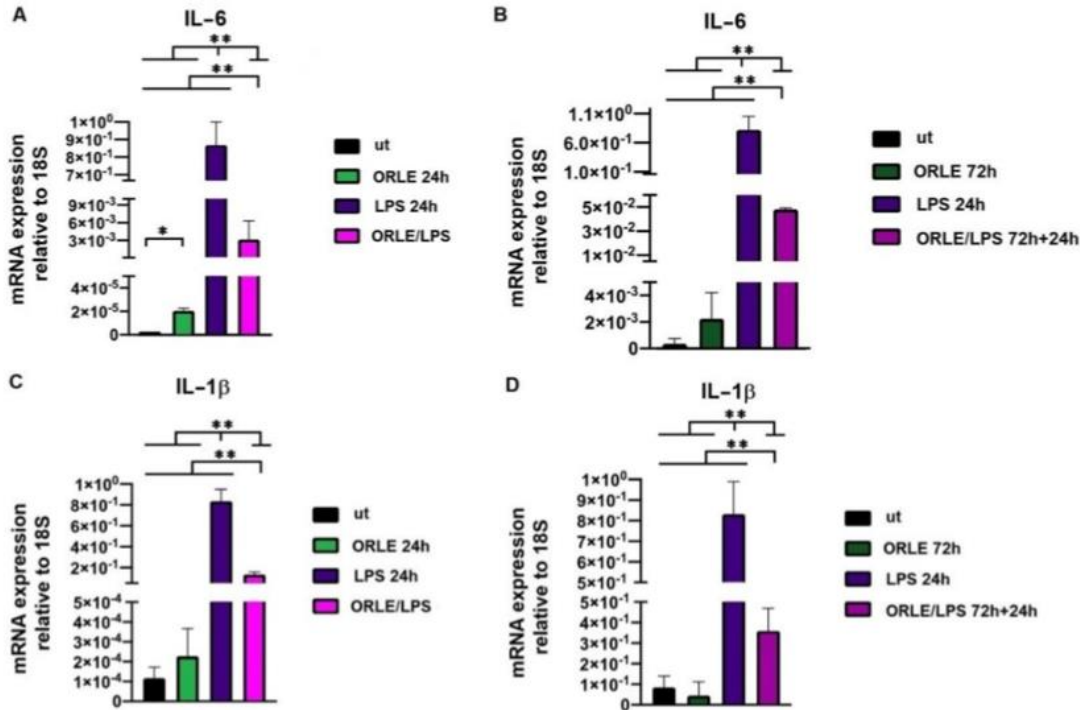 A
IL-6
**
**
mRNA expression
relative to 18S
1×10⁰
9×10⁻¹
8×10⁻¹
7×10⁻¹
9×10⁻³
6×10⁻³
3×10⁻³
4×10⁻⁵
2×10⁻⁵
0
*
ut
ORLE 24h
LPS 24h
ORLE/LPS
B
IL-6
**
**
mRNA expression
relative to 18S
1.1×10⁰
6.0×10⁻¹
1.0×10⁻¹
5×10⁻²
3×10⁻²
1×10⁻²
4×10⁻³
2×10⁻³
0
ut
ORLE 72h
LPS 24h
ORLE/LPS 72h+24h
C
IL-1β
**
**
mRNA expression
relative to 18S
1×10⁰
8×10⁻¹
6×10⁻¹
4×10⁻¹
2×10⁻¹
5×10⁻⁴
4×10⁻⁴
3×10⁻⁴
2×10⁻⁴
1×10⁻⁴
0
ut
ORLE 24h
LPS 24h
ORLE/LPS
D
IL-1β
**
**
mRNA expression
relative to 18S
1×10⁰
9×10⁻¹
8×10⁻¹
7×10⁻¹
6×10⁻¹
5×10⁻¹
5×10⁻¹
4×10⁻¹
3×10⁻¹
2×10⁻¹
1×10⁻¹
0
ut
ORLE 72h
LPS 24h
ORLE/LPS 72h+24h